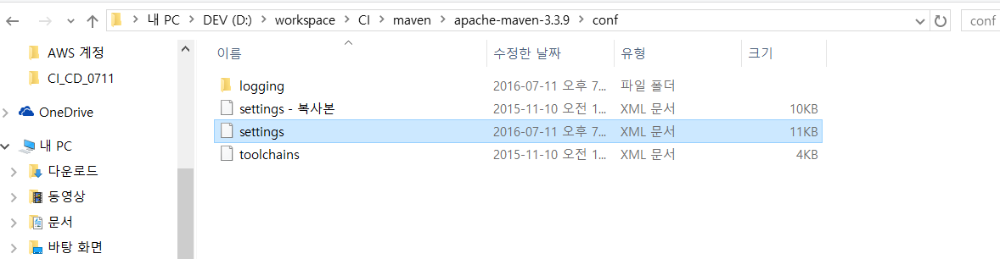 내 PC > DEV (D:) > workspace > CI > maven > apache-maven-3.3.9 > conf
conf
AWS 계정
CI_CD_0711
OneDrive
내 PC
다운로드
동영상
문서
바탕 화면
이름 수정한 날짜 유형 크기
logging 2016-07-11 오후 7... 파일 폴더
settings - 복사본 2015-11-10 오전 1... XML 문서 10KB
settings 2016-07-11 오후 7... XML 문서 11KB
toolchains 2015-11-10 오전 1... XML 문서 4KB